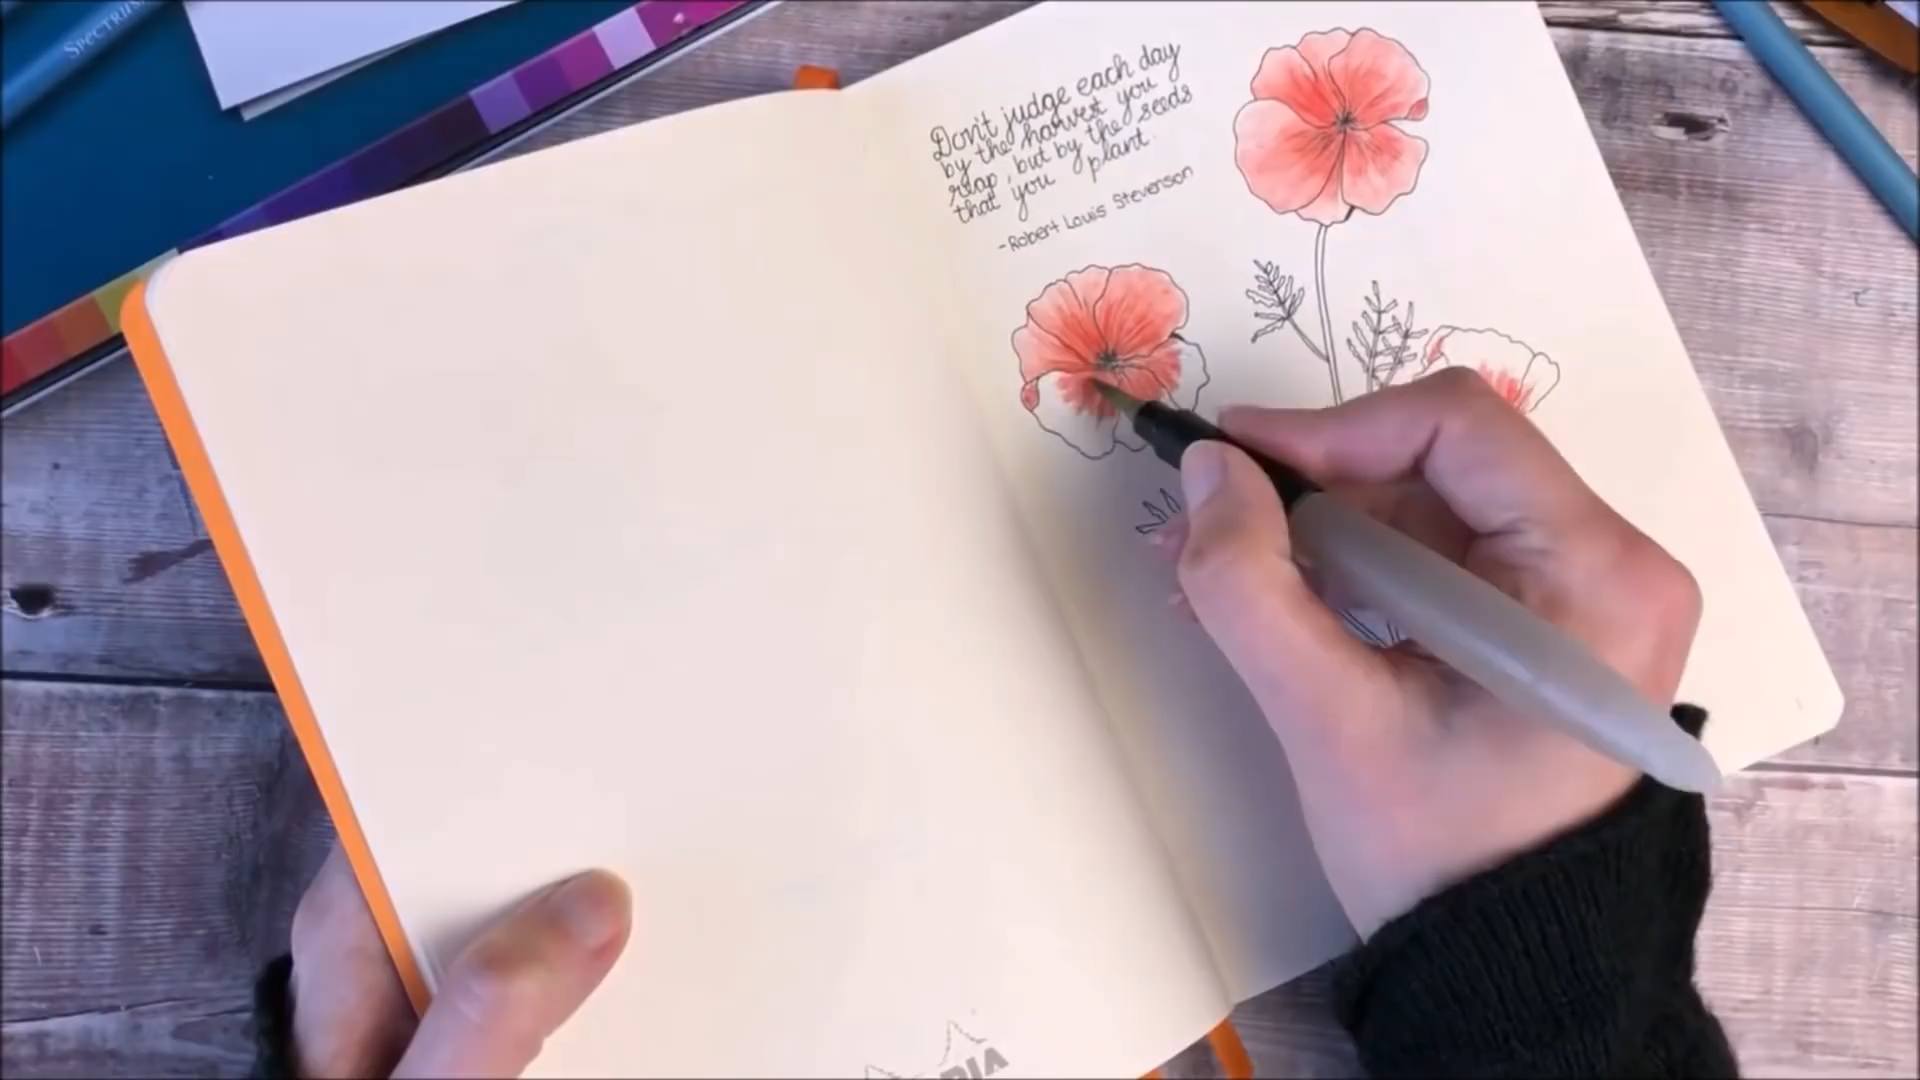 Spectrum
Don't judge each day
by the harvest you
reap, but by the seeds
that you plant.
-Robert Louis Stevenson